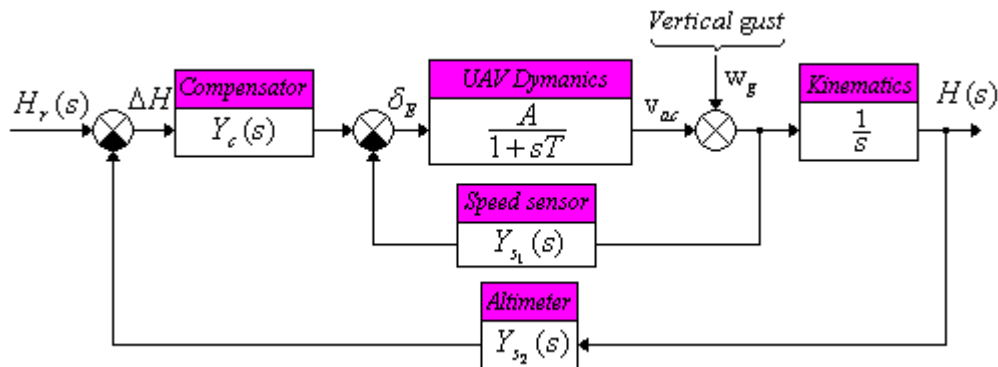 Vertical gust
H_r(s)
ΔH
Compensator
Y_c(s)
δ_E
UAV Dymanics
A
1+sT
v_ac
w_g
Kinematics
1
s
H(s)
Speed sensor
Y_s₁(s)
Altimeter
Y_s₂(s)